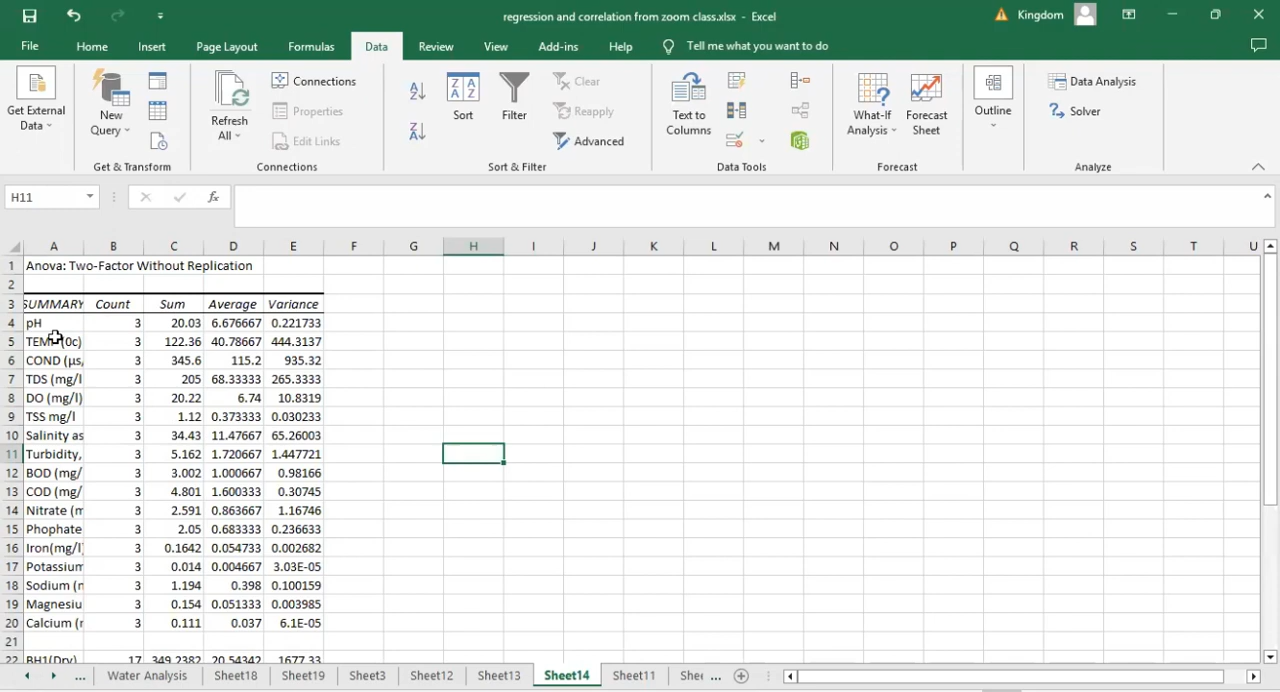 regression and correlation from zoom class.xlsx - Excel
Kingdom
File Home Insert Page Layout Formulas Data Review View Add-ins Help Tell me what you want to do
Get External Data
New Query
Get & Transform
Refresh All
Connections
Properties
Edit Links
Connections
Sort
Filter
Clear
Reapply
Advanced
Sort & Filter
Text to Columns
Data Tools
What-If Analysis
Forecast Sheet
Forecast
Outline
Data Analysis
Solver
Analyze
H11 fx
A B C D E F G H I J K L M N O P Q R S T U
1 Anova: Two-Factor Without Replication
2
3 SUMMARY Count Sum Average Variance
4 pH 3 20.03 6.676667 0.221733
5 TEMP (0c) 3 122.36 40.78667 444.3137
6 COND (µs, 3 345.6 115.2 935.32
7 TDS (mg/l 3 205 68.33333 265.3333
8 DO (mg/l) 3 20.22 6.74 10.8319
9 TSS mg/l 3 1.12 0.373333 0.030233
10 Salinity as 3 34.43 11.47667 65.26003
11 Turbidity, 3 5.162 1.720667 1.447721
12 BOD (mg/ 3 3.002 1.000667 0.98166
13 COD (mg/ 3 4.801 1.600333 0.30745
14 Nitrate (m 3 2.591 0.863667 1.16746
15 Phophate 3 2.05 0.683333 0.236633
16 Iron(mg/l) 3 0.1642 0.054733 0.002682
17 Potassium 3 0.014 0.004667 3.03E-05
18 Sodium (m 3 1.194 0.398 0.100159
19 Magnesiu 3 0.154 0.051333 0.003985
20 Calcium (m 3 0.111 0.037 6.1E-05
21
22 BH1(Dry) 17 349.2382 20.54342 1677.33
... Water Analysis Sheet18 Sheet19 Sheet3 Sheet12 Sheet13 Sheet14 Sheet11 She ...